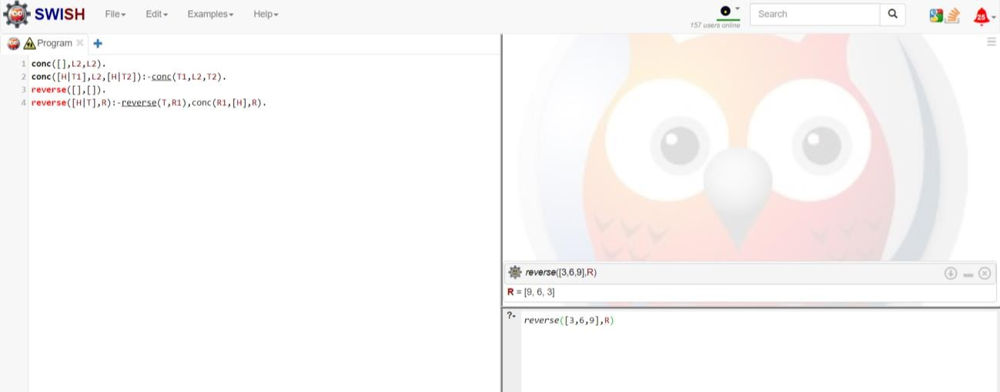 SWISH File Edit Examples Help Search 25
157 users online
Program
1 conc([],L2,L2).
2 conc([H|T1],L2,[H|T2]):-conc(T1,L2,T2).
3 reverse([],[]).
4 reverse([H|T],R):-reverse(T,R1),conc(R1,[H],R).
reverse([3,6,9],R)
R = [9, 6, 3]
?- reverse([3,6,9],R)